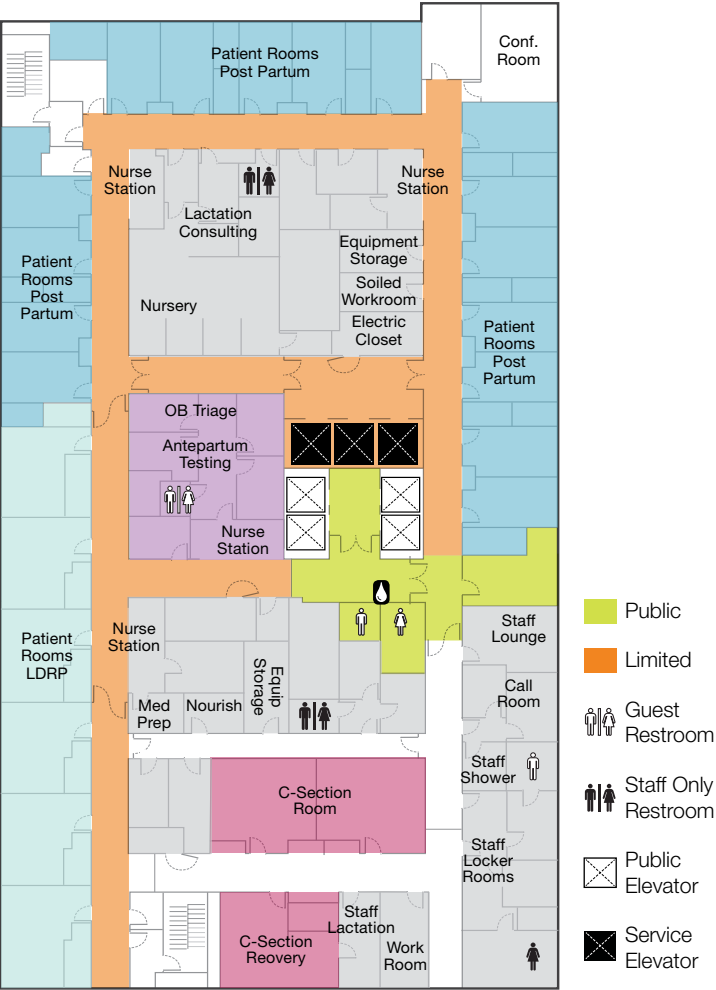 Conf.
Room
Patient Rooms
Post Partum
Nurse
Station
Nurse
Station
Lactation
Consulting
Equipment
Storage
Soiled
Workroom
Electric
Closet
Nursery
Patient
Rooms
Post
Partum
Patient
Rooms
Post
Partum
OB Triage
Antepartum
Testing
Nurse
Station
Patient
Rooms
LDRP
Nurse
Station
Equip
Storage
Med
Prep
Nourish
Staff
Lounge
Call
Room
Staff
Shower
C-Section
Room
Staff
Locker
Rooms
C-Section
Reovery
Staff
Lactation
Work
Room
Public
Limited
Guest
Restroom
Staff Only
Restroom
Public
Elevator
Service
Elevator